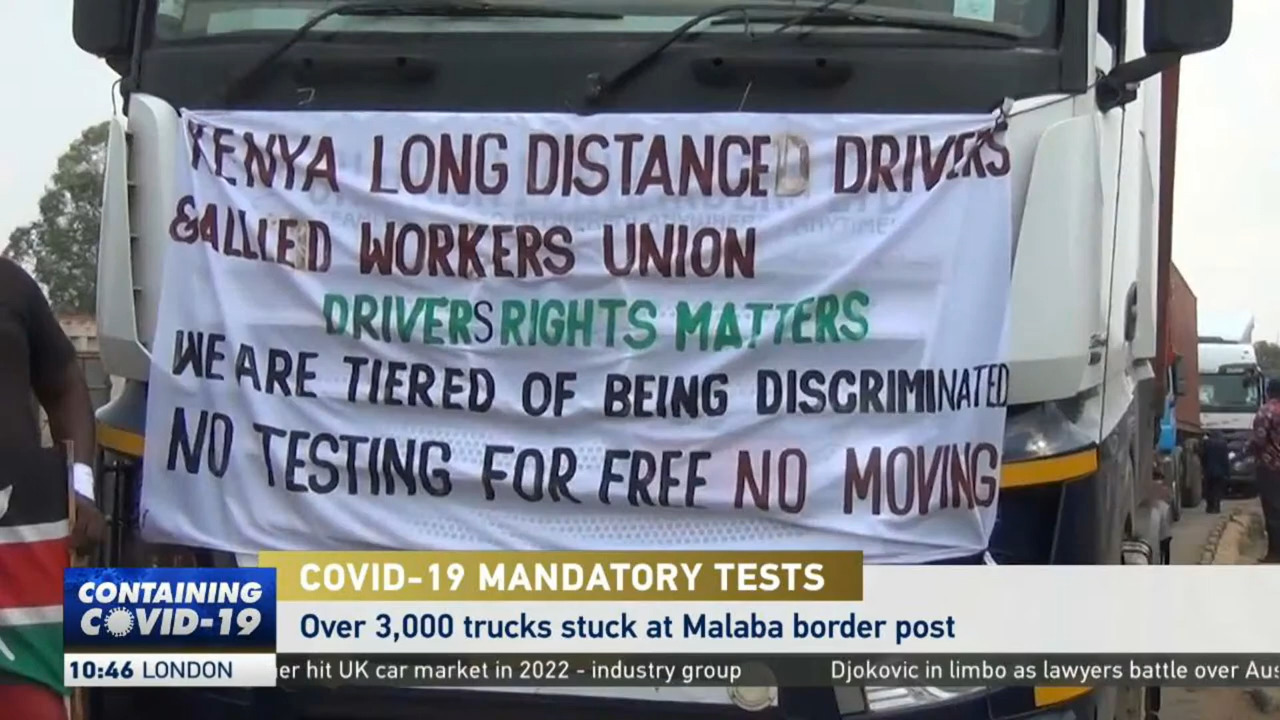 KENYA LONG DISTANCED DRIVERS
&ALLIED WORKERS UNION
DRIVERS RIGHTS MATTERS
WE ARE TIERED OF BEING DISCRIMINATED
NO TESTING FOR FREE NO MOVING
COVID-19 MANDATORY TESTS
Over 3,000 trucks stuck at Malaba border post
CONTAINING
COVID-19
10:46 LONDON
hit UK car market in 2022 - industry group Djokovic in limbo as lawyers battle over